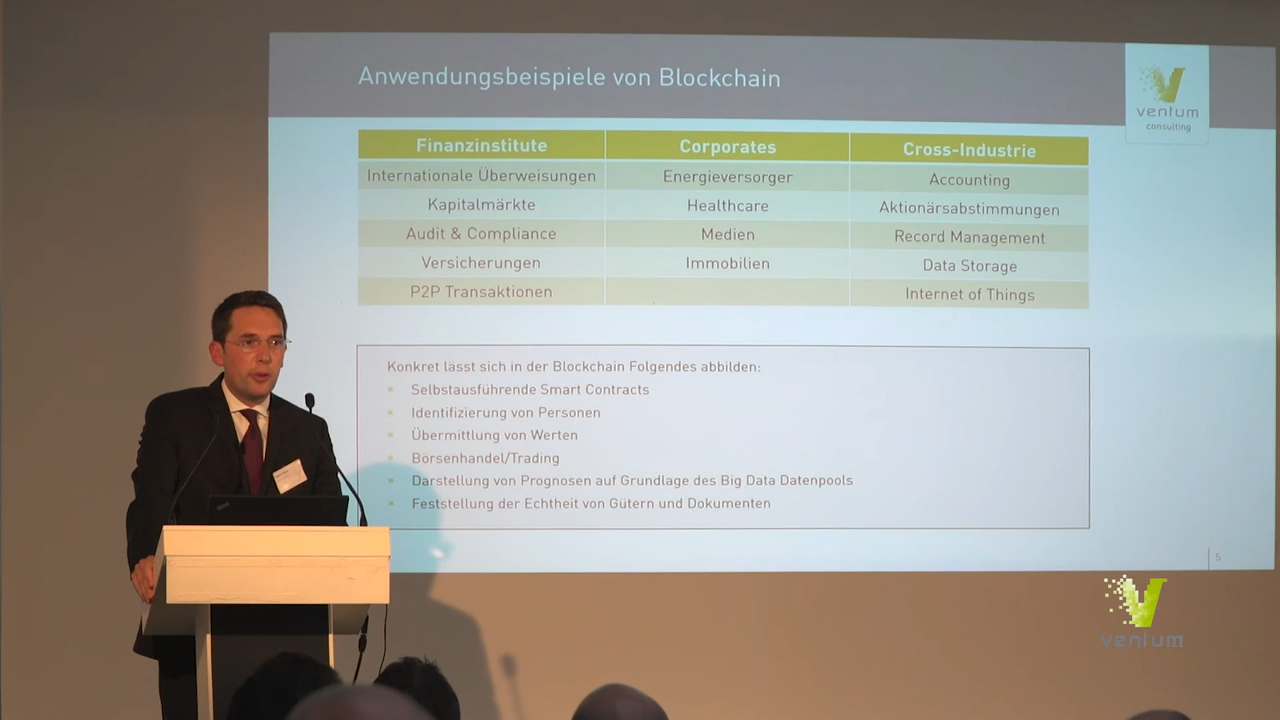 Anwendungsbeispiele von Blockchain
ventum
consulting
Finanzinstitute Corporates Cross-Industrie
Internationale Überweisungen Energieversorger Accounting
Kapitalmärkte Healthcare Aktionärsabstimmungen
Audit & Compliance Medien Record Management
Versicherungen Immobilien Data Storage
P2P Transaktionen Internet of Things
Konkret lässt sich in der Blockchain Folgendes abbilden:
Selbstausführende Smart Contracts
Identifizierung von Personen
Übermittlung von Werten
Börsenhandel/Trading
Darstellung von Prognosen auf Grundlage des Big Data Datenpools
Feststellung der Echtheit von Gütern und Dokumenten
5
ventum